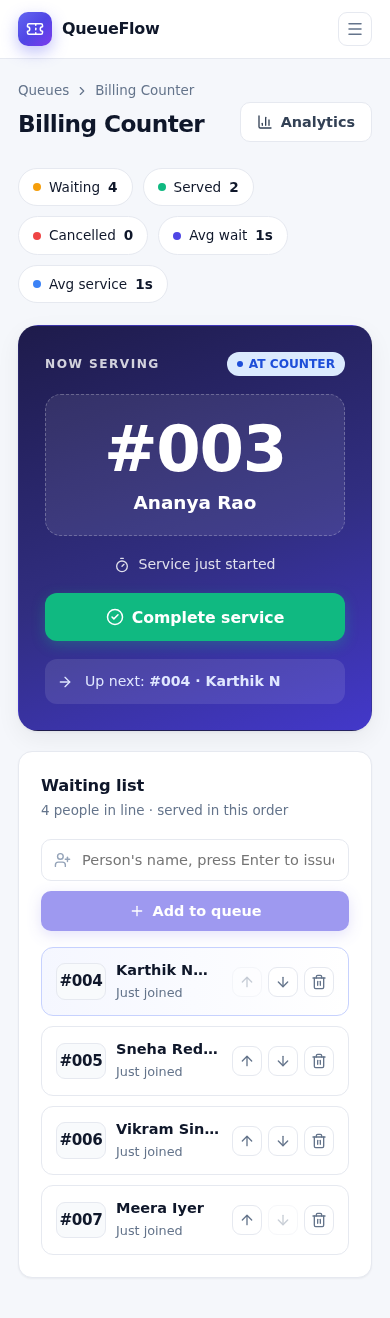 QueueFlow
Queues > Billing Counter
Billing Counter
Analytics
Waiting 4
Served 2
Cancelled 0
Avg wait 1s
Avg service 1s
NOW SERVING
AT COUNTER
#003
Ananya Rao
Service just started
Complete service
Up next: #004 · Karthik N
Waiting list
4 people in line · served in this order
Person's name, press Enter to issu
+ Add to queue
#004
Karthik N...
Just joined
#005
Sneha Red...
Just joined
#006
Vikram Sin...
Just joined
#007
Meera Iyer
Just joined